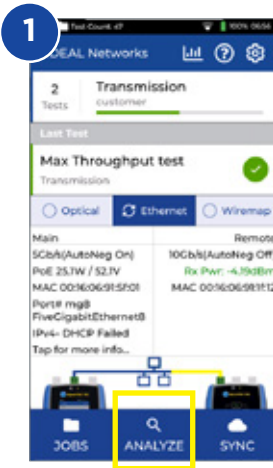 1
Test Count: 47 100% 06:56
IDEAL Networks
2 Transmission
Tests customer
Last Test
Max Throughput test
Transmission
Optical Ethernet Wiremap
Main Remote
5Gb/s(AutoNeg On) 10Gb/s(AutoNeg Off)
PoE 25.1W / 52.1V Rx Pwr: -4.19dBm
MAC 00:16:06:91:5f:01 MAC 00:16:06:98:1f:12
Port# mg8
FiveGigabitEthernet8
IPv4- DHCP Failed
Tap for more info...
JOBS ANALYZE SYNC